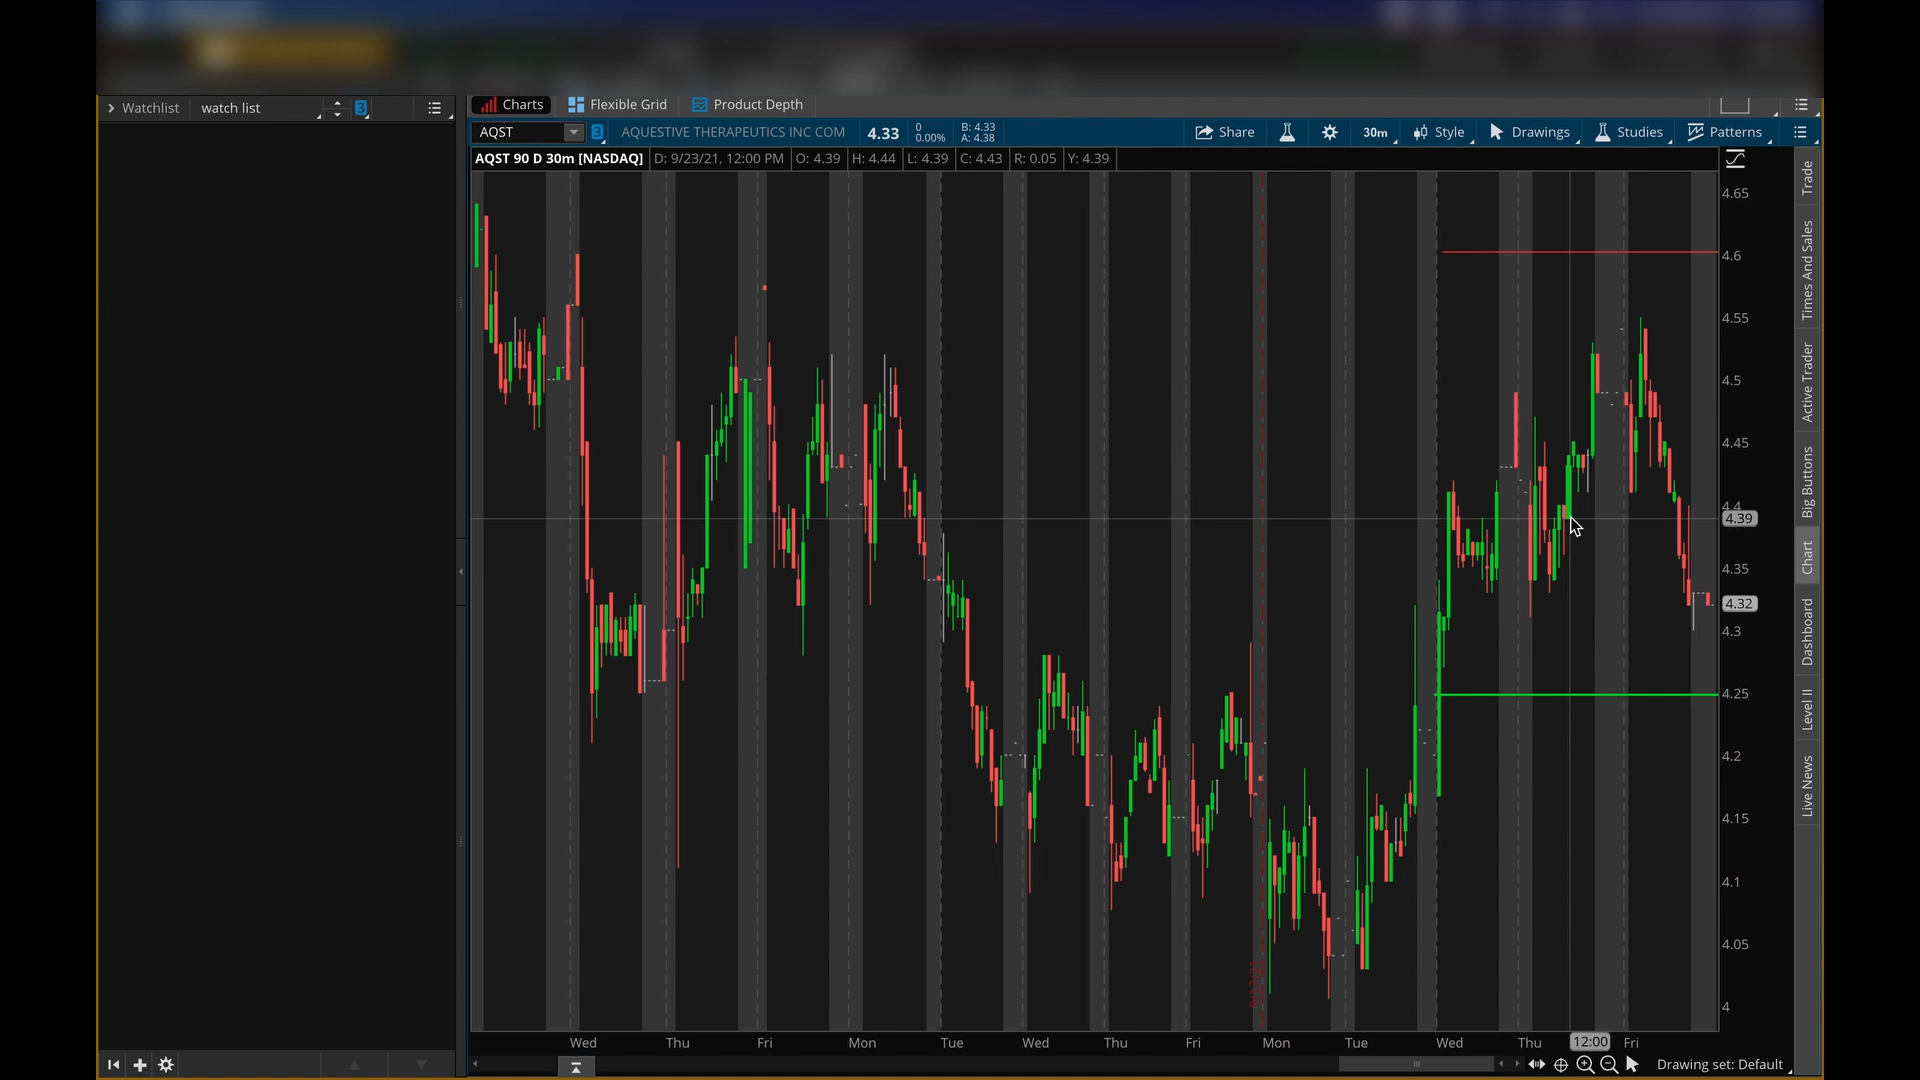 Watchlist
watch list
3
Charts
Flexible Grid
Product Depth
AQST
3
AQUESTIVE THERAPEUTICS INC COM
4.33
0
0.00%
B: 4.33
A: 4.38
Share
30m
Style
Drawings
Studies
Patterns
AQST 90 D 30m [NASDAQ]
D: 9/23/21, 12:00 PM
O: 4.39
H: 4.44
L: 4.39
C: 4.43
R: 0.05
Y: 4.39
4.65
4.6
4.55
4.5
4.45
4.4
4.39
4.35
4.32
4.3
4.25
4.2
4.15
4.1
4.05
4
Trade
Times And Sales
Active Trader
Big Buttons
Chart
Dashboard
Level II
Live News
Wed
Thu
Fri
Mon
Tue
Wed
Thu
Fri
Mon
Tue
Wed
Thu
12:00
Fri
Drawing set: Default